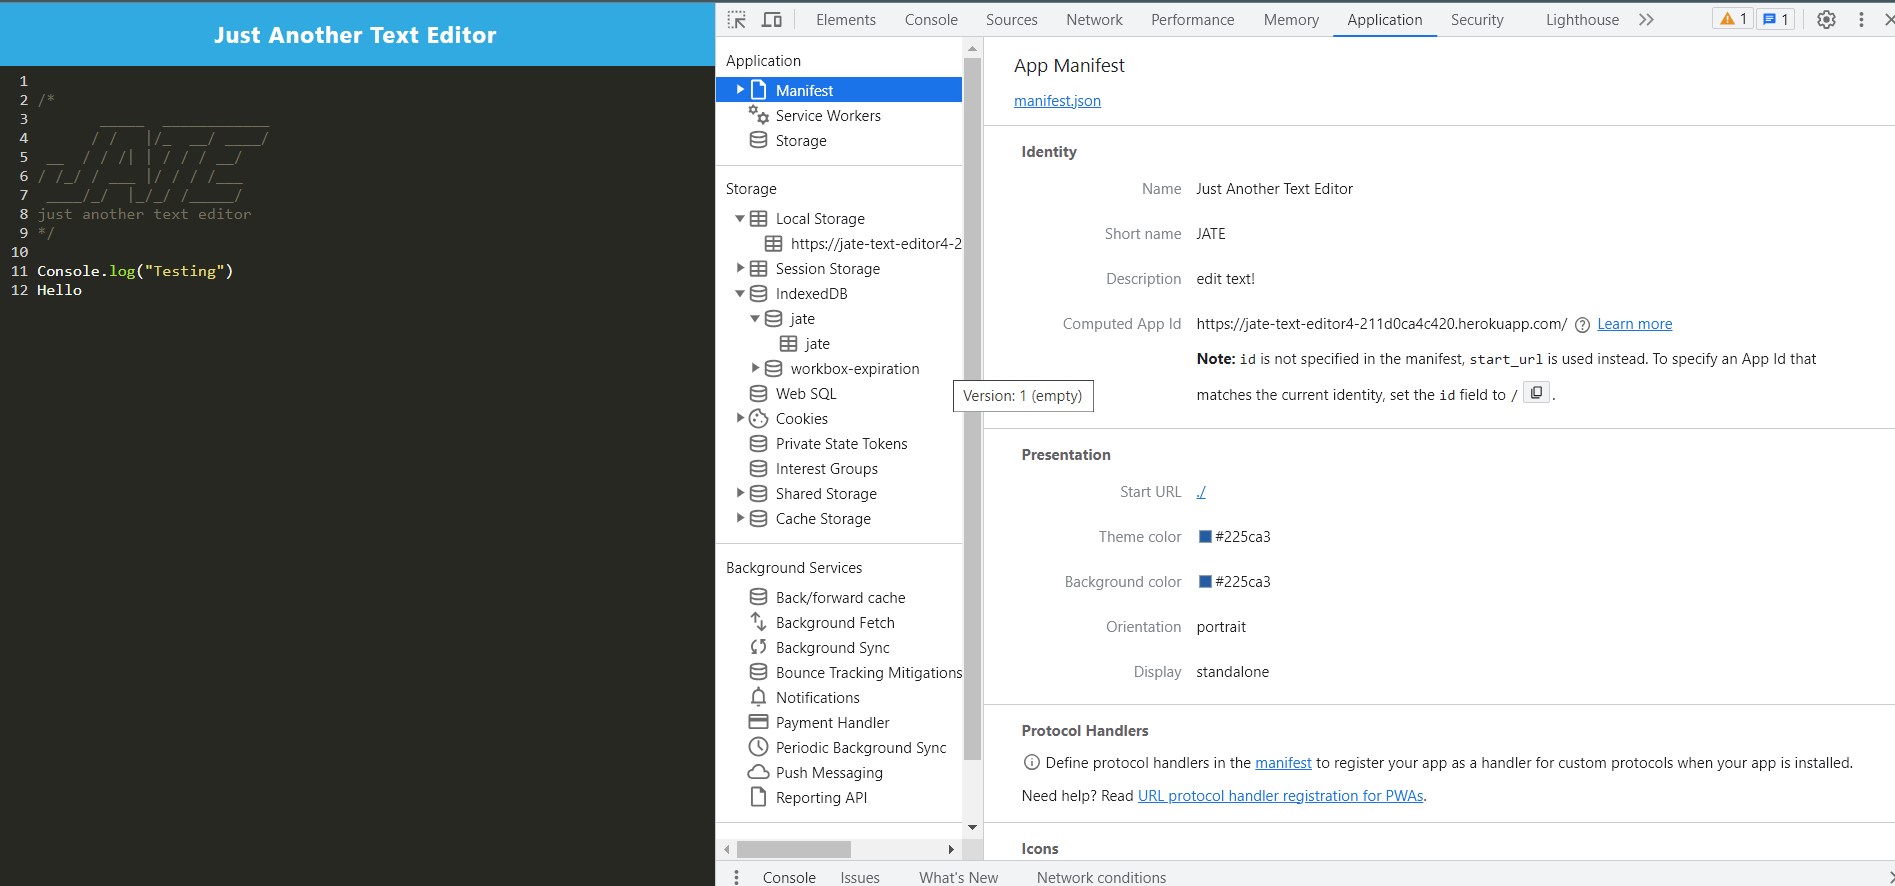 Just Another Text Editor
1
2 /*
3         _____  ____________
4       / /   |/_  __/ ____/
5  __  / / /| | / / / __/
6 / /_/ / ___ |/ / / /___
7  ____/_/  |_/_/ /_____/
8 just another text editor
9 */
10
11 Console.log("Testing")
12 Hello
Elements Console Sources Network Performance Memory Application Security Lighthouse 1 1
Application
Manifest
Service Workers
Storage
Storage
Local Storage
https://jate-text-editor4-2
Session Storage
IndexedDB
jate
jate
workbox-expiration
Web SQL
Cookies
Private State Tokens
Interest Groups
Shared Storage
Cache Storage
Background Services
Back/forward cache
Background Fetch
Background Sync
Bounce Tracking Mitigations
Notifications
Payment Handler
Periodic Background Sync
Push Messaging
Reporting API
Version: 1 (empty)
App Manifest
manifest.json
Identity
Name Just Another Text Editor
Short name JATE
Description edit text!
Computed App Id https://jate-text-editor4-211d0ca4c420.herokuapp.com/ ? Learn more
Note: id is not specified in the manifest, start_url is used instead. To specify an App Id that
matches the current identity, set the id field to / .
Presentation
Start URL ./
Theme color #225ca3
Background color #225ca3
Orientation portrait
Display standalone
Protocol Handlers
Define protocol handlers in the manifest to register your app as a handler for custom protocols when your app is installed.
Need help? Read URL protocol handler registration for PWAs.
Icons
Console Issues What's New Network conditions